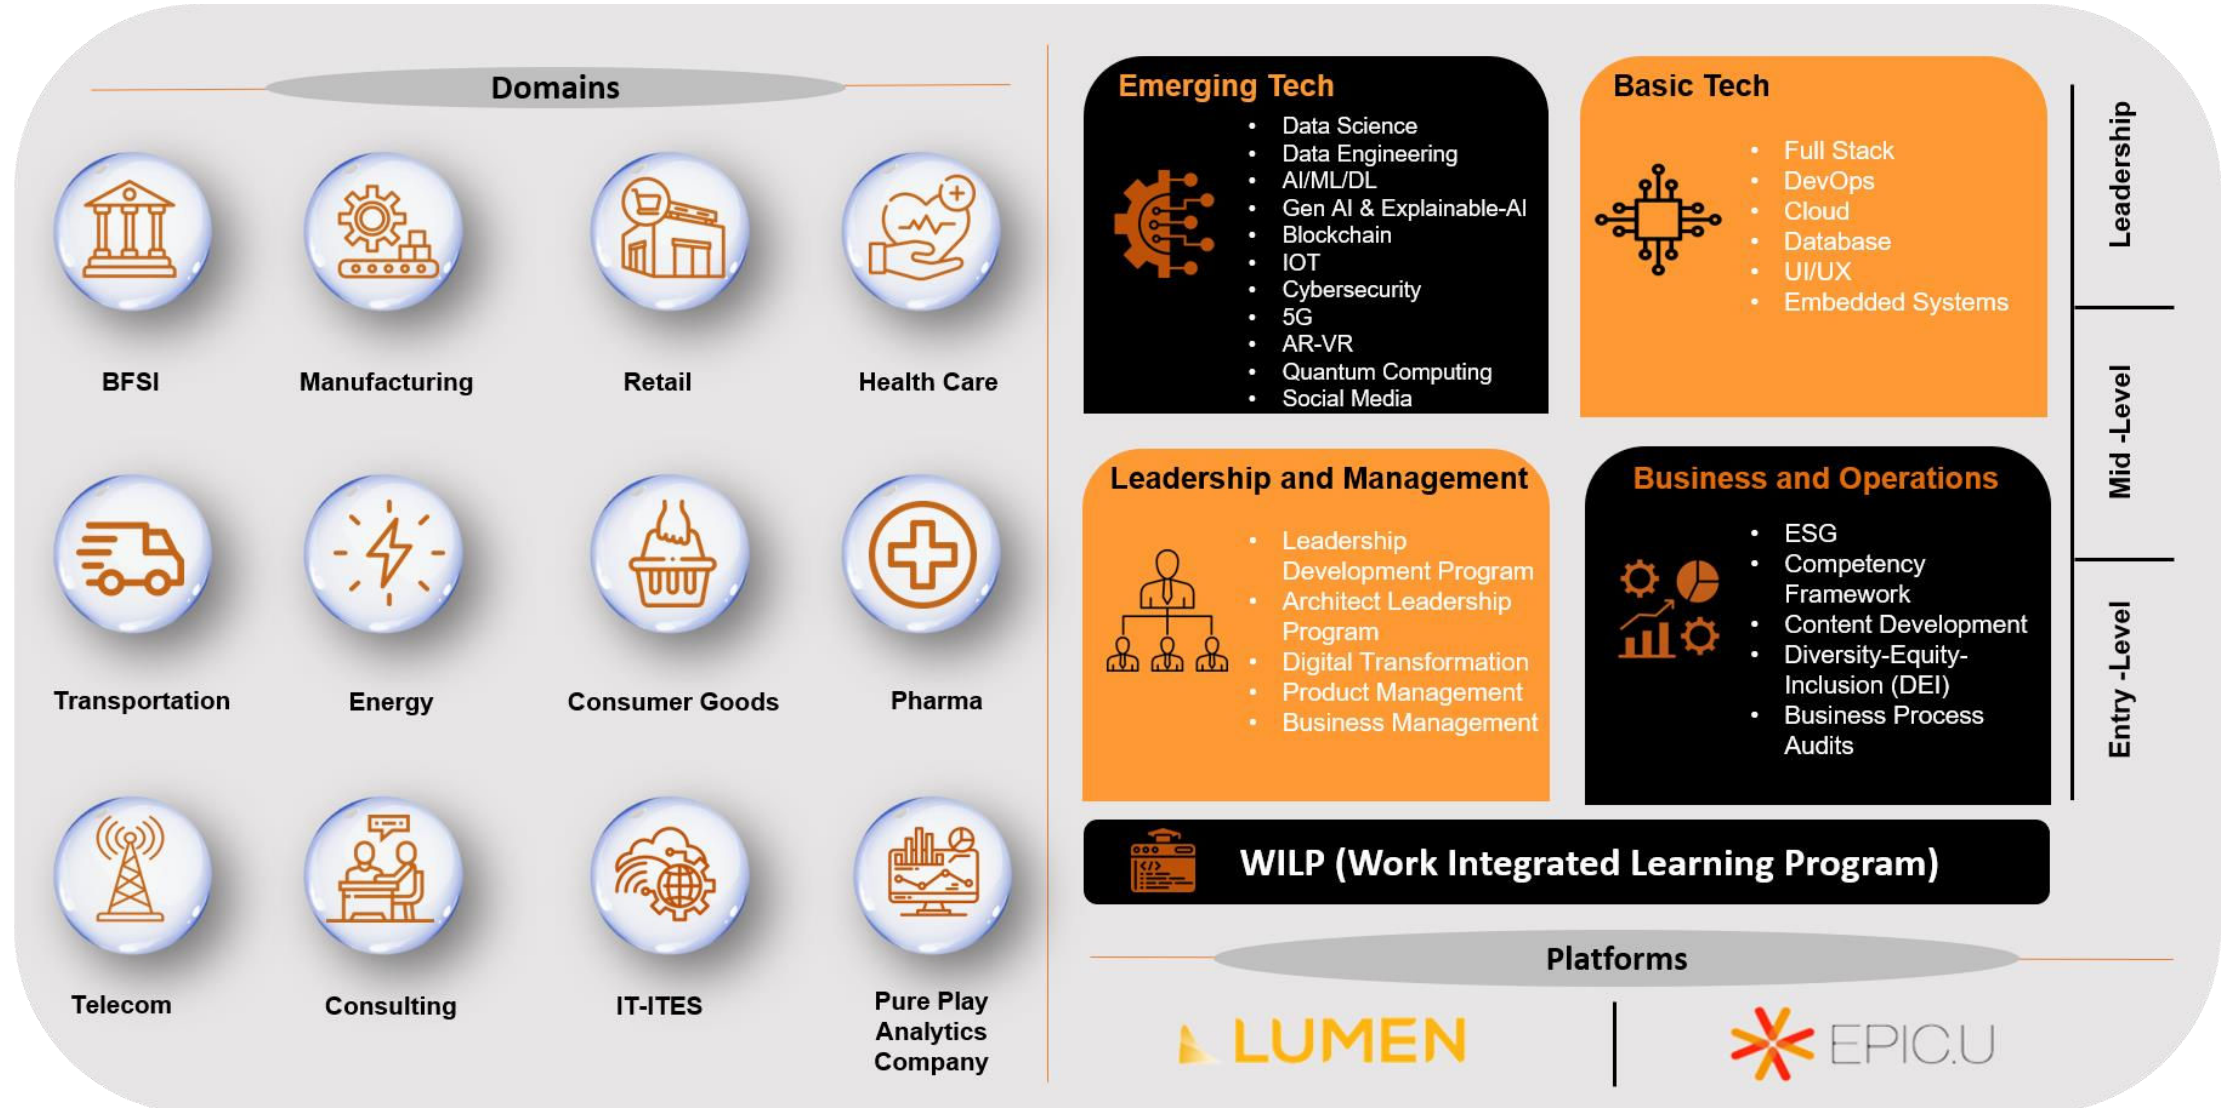 Domains
BFSI
Manufacturing
Retail
Health Care
Transportation
Energy
Consumer Goods
Pharma
Telecom
Consulting
IT-ITES
Pure Play
Analytics
Company
Emerging Tech
• Data Science
• Data Engineering
• AI/ML/DL
• Gen AI & Explainable-AI
• Blockchain
• IOT
• Cybersecurity
• 5G
• AR-VR
• Quantum Computing
• Social Media
Basic Tech
• Full Stack
• DevOps
• Cloud
• Database
• UI/UX
• Embedded Systems
Leadership and Management
• Leadership
Development Program
• Architect Leadership
Program
• Digital Transformation
• Product Management
• Business Management
Business and Operations
• ESG
• Competency
Framework
• Content Development
• Diversity-Equity-
Inclusion (DEI)
• Business Process
Audits
Leadership
Mid -Level
Entry -Level
WILP (Work Integrated Learning Program)
Platforms
LUMEN
EPIC.U